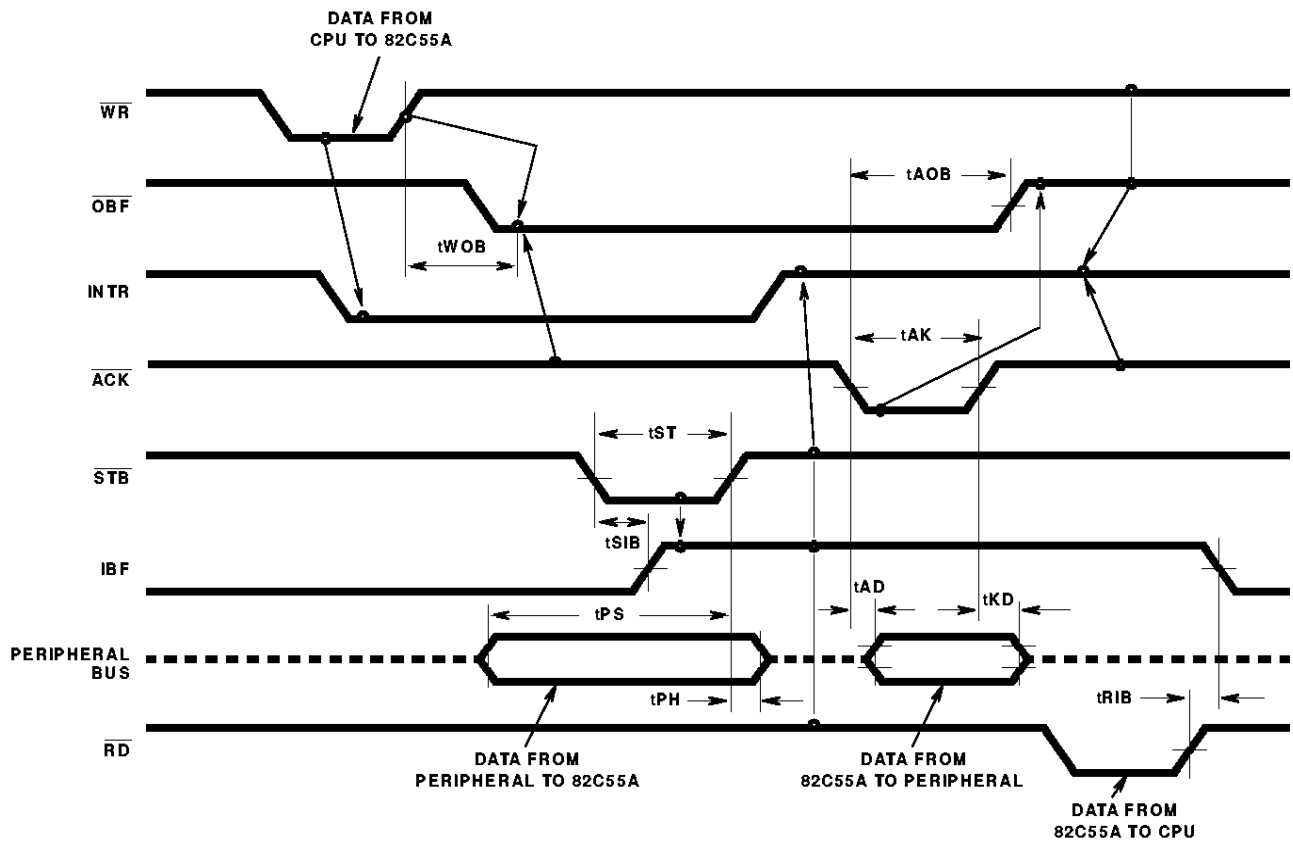 DATA FROM
CPU TO 82C55A
WR
tAOB
OBF
tWOB
INTR
tAK
ACK
tST
STB
tSIB
IBF
tAD
tKD
tPS
PERIPHERAL
BUS
tPH
tRIB
RD
DATA FROM
PERIPHERAL TO 82C55A
DATA FROM
82C55A TO PERIPHERAL
DATA FROM
82C55A TO CPU